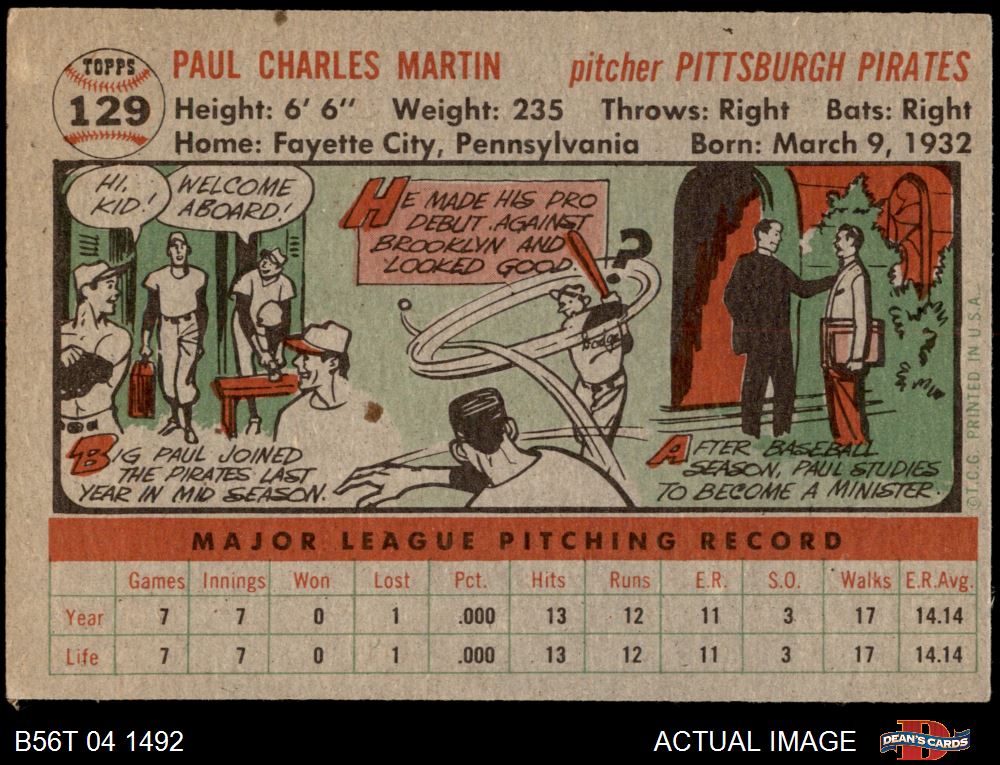 TOPPS
129
PAUL CHARLES MARTIN pitcher PITTSBURGH PIRATES
Height: 6' 6" Weight: 235 Throws: Right Bats: Right
Home: Fayette City, Pennsylvania Born: March 9, 1932
HI, KID!
WELCOME ABOARD!
BIG PAUL JOINED
THE PIRATES LAST
YEAR IN MID SEASON.
HE MADE HIS PRO
DEBUT AGAINST
BROOKLYN AND
LOOKED GOOD.
?
Dodgers
AFTER BASEBALL
SEASON, PAUL STUDIES
TO BECOME A MINISTER.
©T.C.G. PRINTED IN U.S.A.
MAJOR LEAGUE PITCHING RECORD
Games Innings Won Lost Pct. Hits Runs E.R. S.O. Walks E.R.Avg.
Year 7 7 0 1 .000 13 12 11 3 17 14.14
Life 7 7 0 1 .000 13 12 11 3 17 14.14
B56T 04 1492 ACTUAL IMAGE DEAN'S CARDS